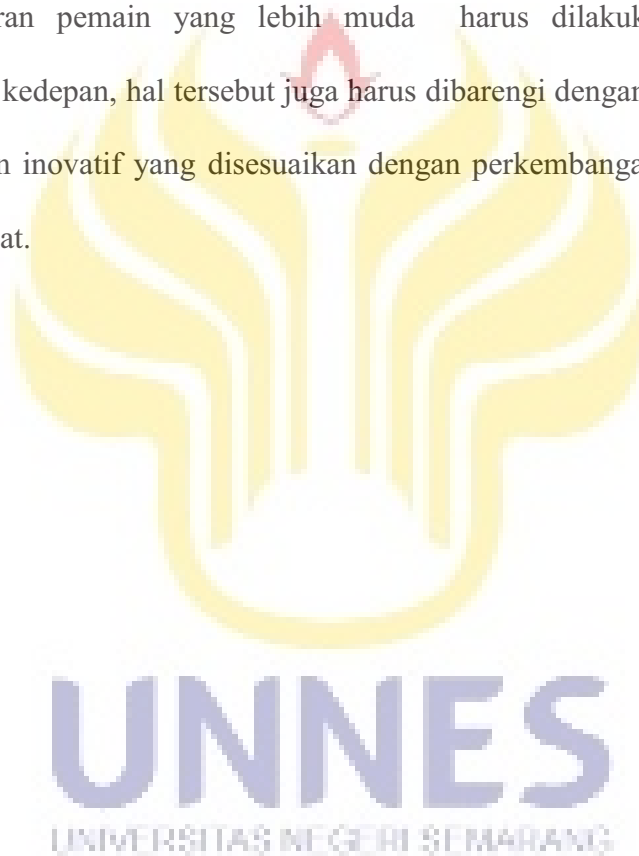 ran pemain yang lebih muda harus dilakuk
kedepan, hal tersebut juga harus dibarengi dengan
n inovatif yang disesuaikan dengan perkembanga
at.
UNNES
UNIVERSITAS NEGERI SEMARANG